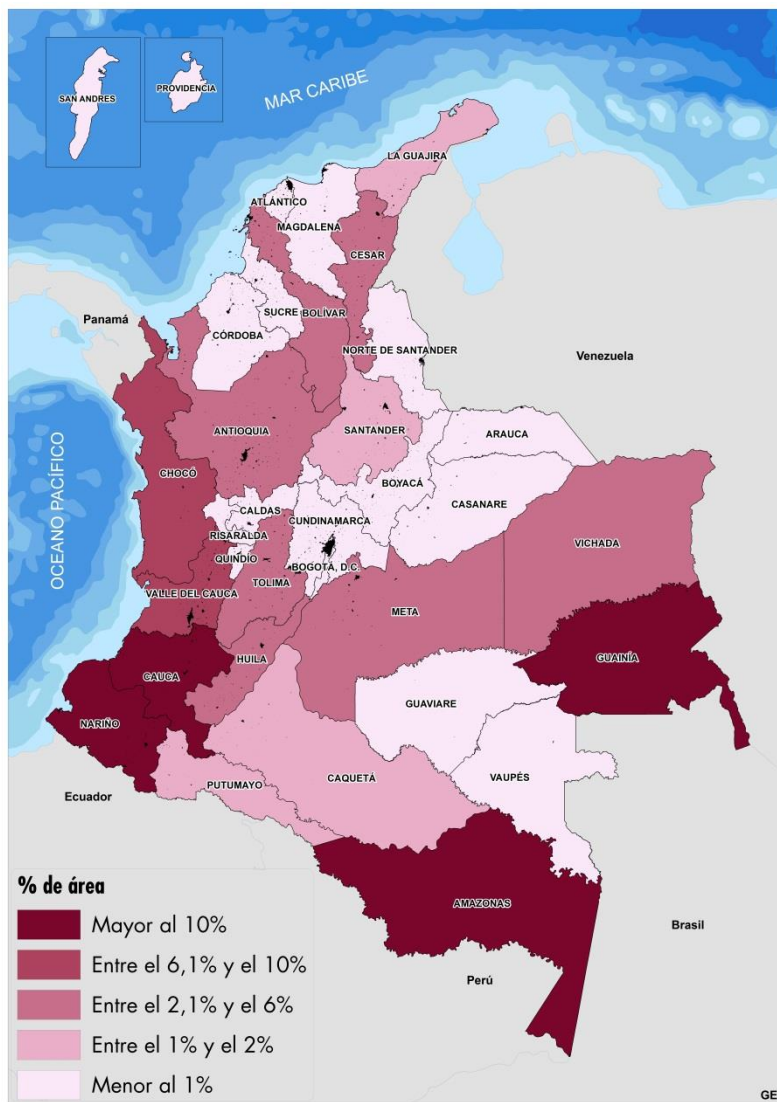 SAN ANDRES
PROVIDENCIA
MAR CARIBE
LA GUAJIRA
ATLÁNTICO
MAGDALENA
CESAR
SUCRE
BOLÍVAR
CÓRDOBA
Panamá
NORTE DE SANTANDER
Venezuela
ANTIOQUIA
SANTANDER
ARAUCA
CHOCÓ
BOYACÁ
CASANARE
OCEANO PACÍFICO
CALDAS
CUNDINAMARCA
RISARALDA
VICHADA
QUINDÍO
BOGOTÁ, D.C.
TOLIMA
VALLE DEL CAUCA
META
HUILA
GUAINÍA
CAUCA
GUAVIARE
NARIÑO
VAUPÉS
CAQUETÁ
PUTUMAYO
Ecuador
AMAZONAS
Brasil
Perú
% de área
Mayor al 10%
Entre el 6,1% y el 10%
Entre el 2,1% y el 6%
Entre el 1% y el 2%
Menor al 1%
GE